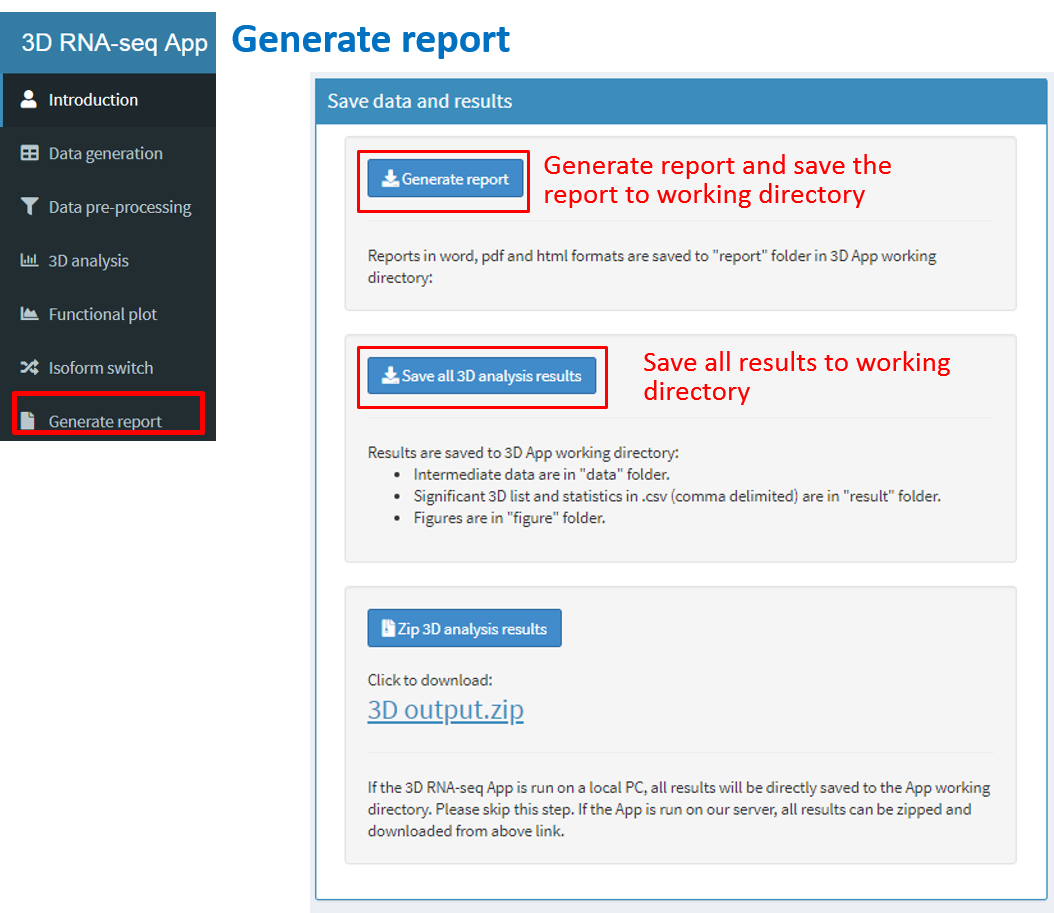 3D RNA-seq App
Generate report
Introduction
Data generation
Data pre-processing
3D analysis
Functional plot
Isoform switch
Generate report
Save data and results
Generate report
Generate report and save the
report to working directory
Reports in word, pdf and html formats are saved to "report" folder in 3D App working
directory:
Save all 3D analysis results
Save all results to working
directory
Results are saved to 3D App working directory:
• Intermediate data are in "data" folder.
• Significant 3D list and statistics in .csv (comma delimited) are in "result" folder.
• Figures are in "figure" folder.
Zip 3D analysis results
Click to download:
3D output.zip
If the 3D RNA-seq App is run on a local PC, all results will be directly saved to the App working
directory. Please skip this step. If the App is run on our server, all results can be zipped and
downloaded from above link.